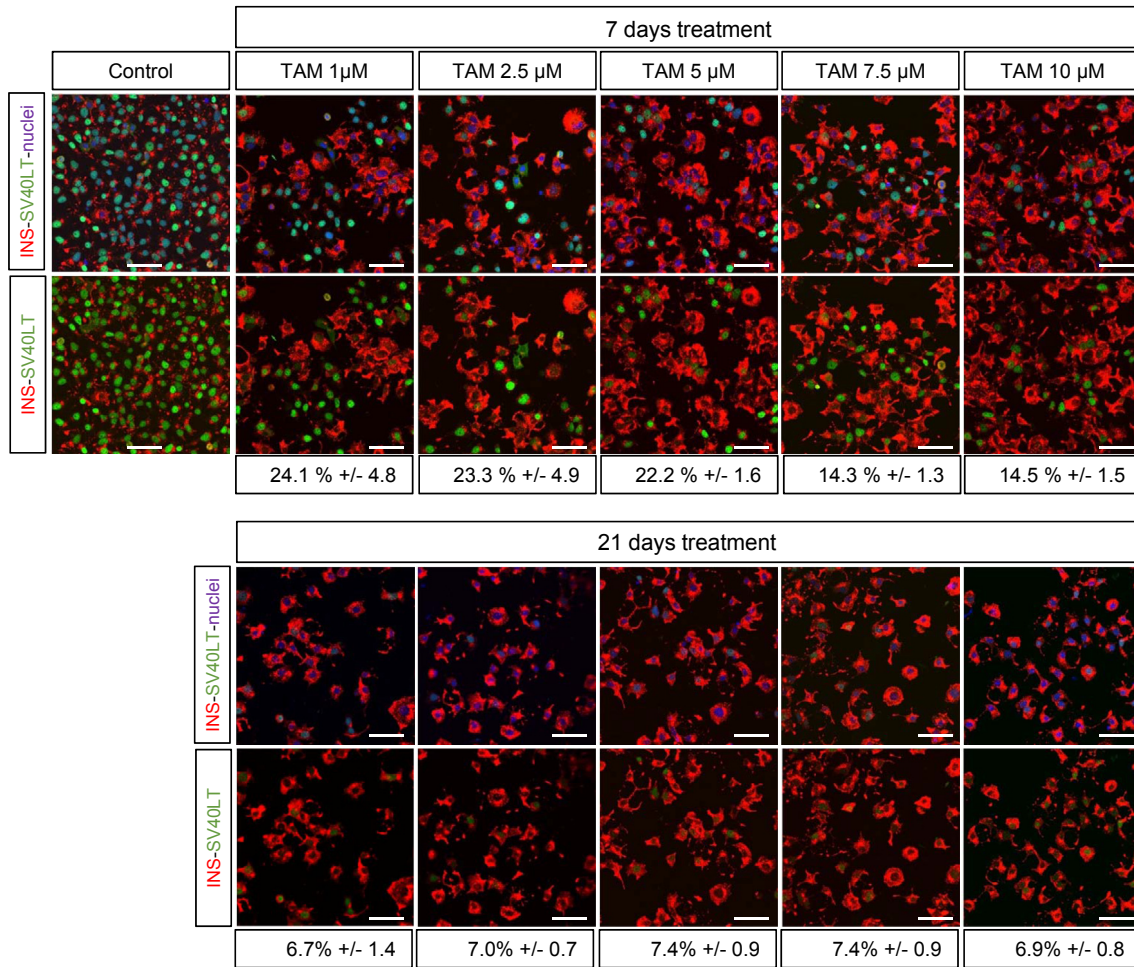 7 days treatment
Control
TAM 1µM
TAM 2.5 µM
TAM 5 µM
TAM 7.5 µM
TAM 10 µM
INS-SV40LT-nuclei
INS-SV40LT
24.1 % +/- 4.8
23.3 % +/- 4.9
22.2 % +/- 1.6
14.3 % +/- 1.3
14.5 % +/- 1.5
21 days treatment
INS-SV40LT-nuclei
INS-SV40LT
6.7% +/- 1.4
7.0% +/- 0.7
7.4% +/- 0.9
7.4% +/- 0.9
6.9% +/- 0.8